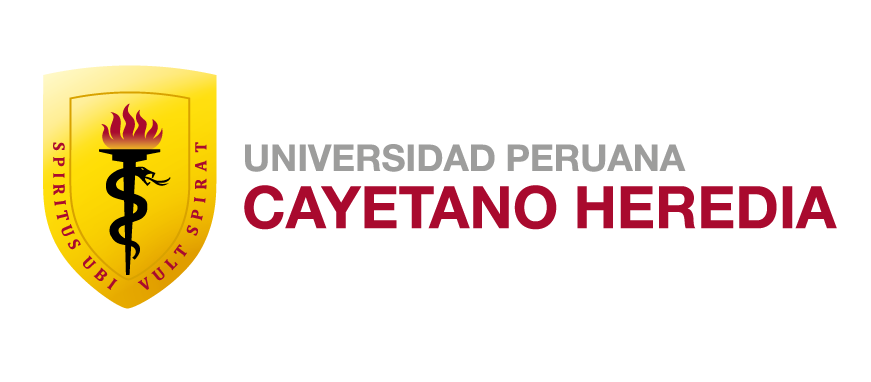 SPIRITUS UBI VULT SPIRAT
UNIVERSIDAD PERUANA
CAYETANO HEREDIA